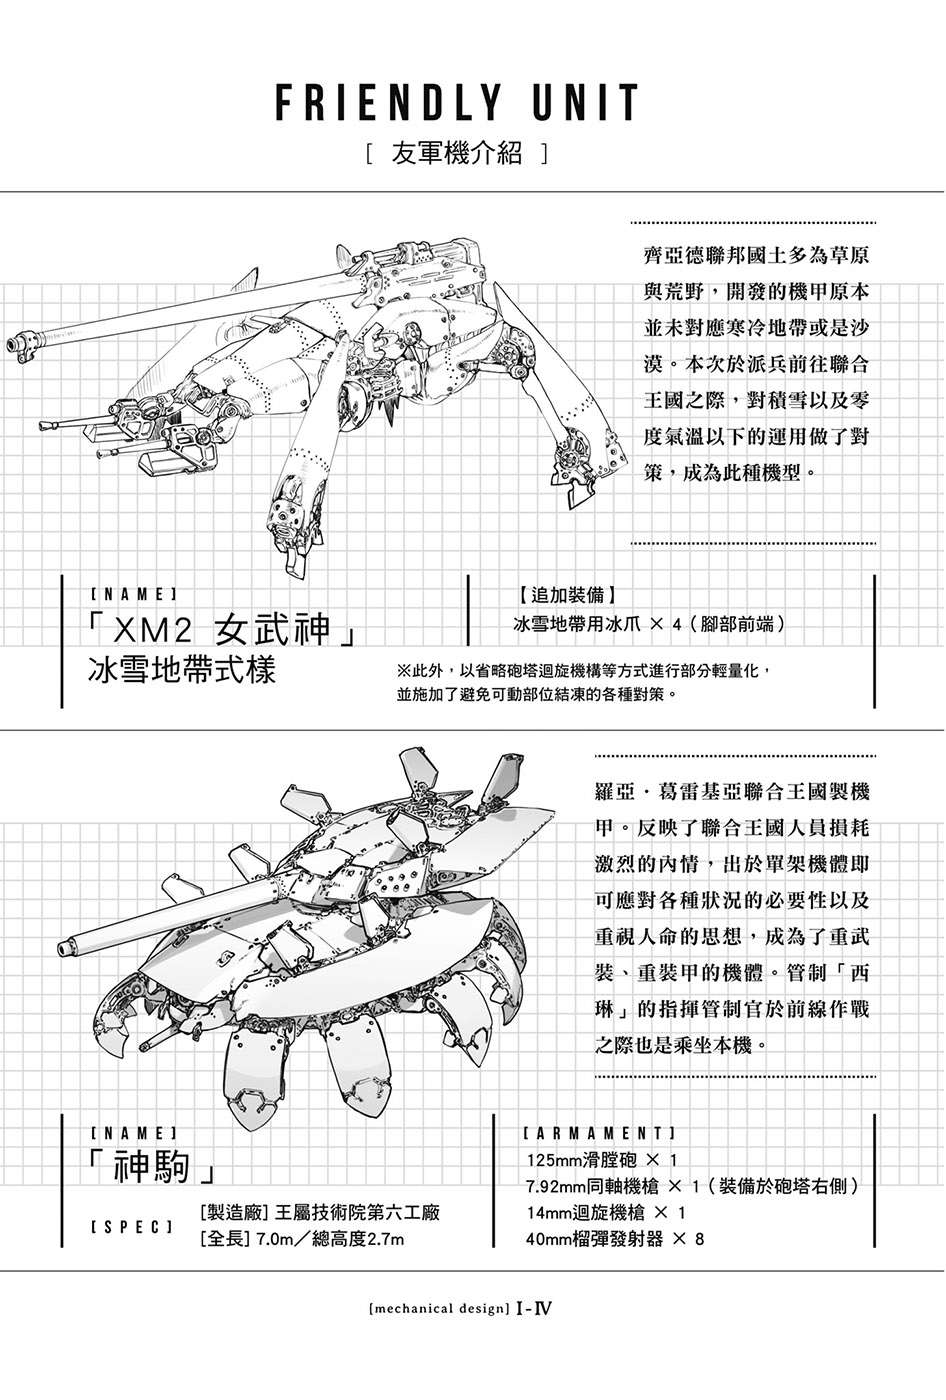 FRIENDLY UNIT
[ 友軍機介紹 ]
齊亞德聯邦國土多為草原
與荒野，開發的機甲原本
並未對應寒冷地帶或是沙
漠。本次於派兵前往聯合
王國之際，對積雪以及零
度氣溫以下的運用做了對
策，成為此種機型。
[NAME]
「XM2 女武神」
冰雪地帶式樣
【追加裝備】
冰雪地帶用冰爪 × 4（腳部前端）
※此外，以省略砲塔迴旋機構等方式進行部分輕量化，
並施加了避免可動部位結凍的各種對策。
羅亞・葛雷基亞聯合王國製機
甲。反映了聯合王國人員損耗
激烈的內情，出於單架機體即
可應對各種狀況的必要性以及
重視人命的思想，成為了重武
裝、重裝甲的機體。管制「西
琳」的指揮管制官於前線作戰
之際也是乘坐本機。
[NAME]
「神駒」
[SPEC]
[製造廠] 王屬技術院第六工廠
[全長] 7.0m／總高度2.7m
[ARMAMENT]
125mm滑膛砲 × 1
7.92mm同軸機槍 × 1（裝備於砲塔右側）
14mm迴旋機槍 × 1
40mm榴彈發射器 × 8
[mechanical design] I-IV